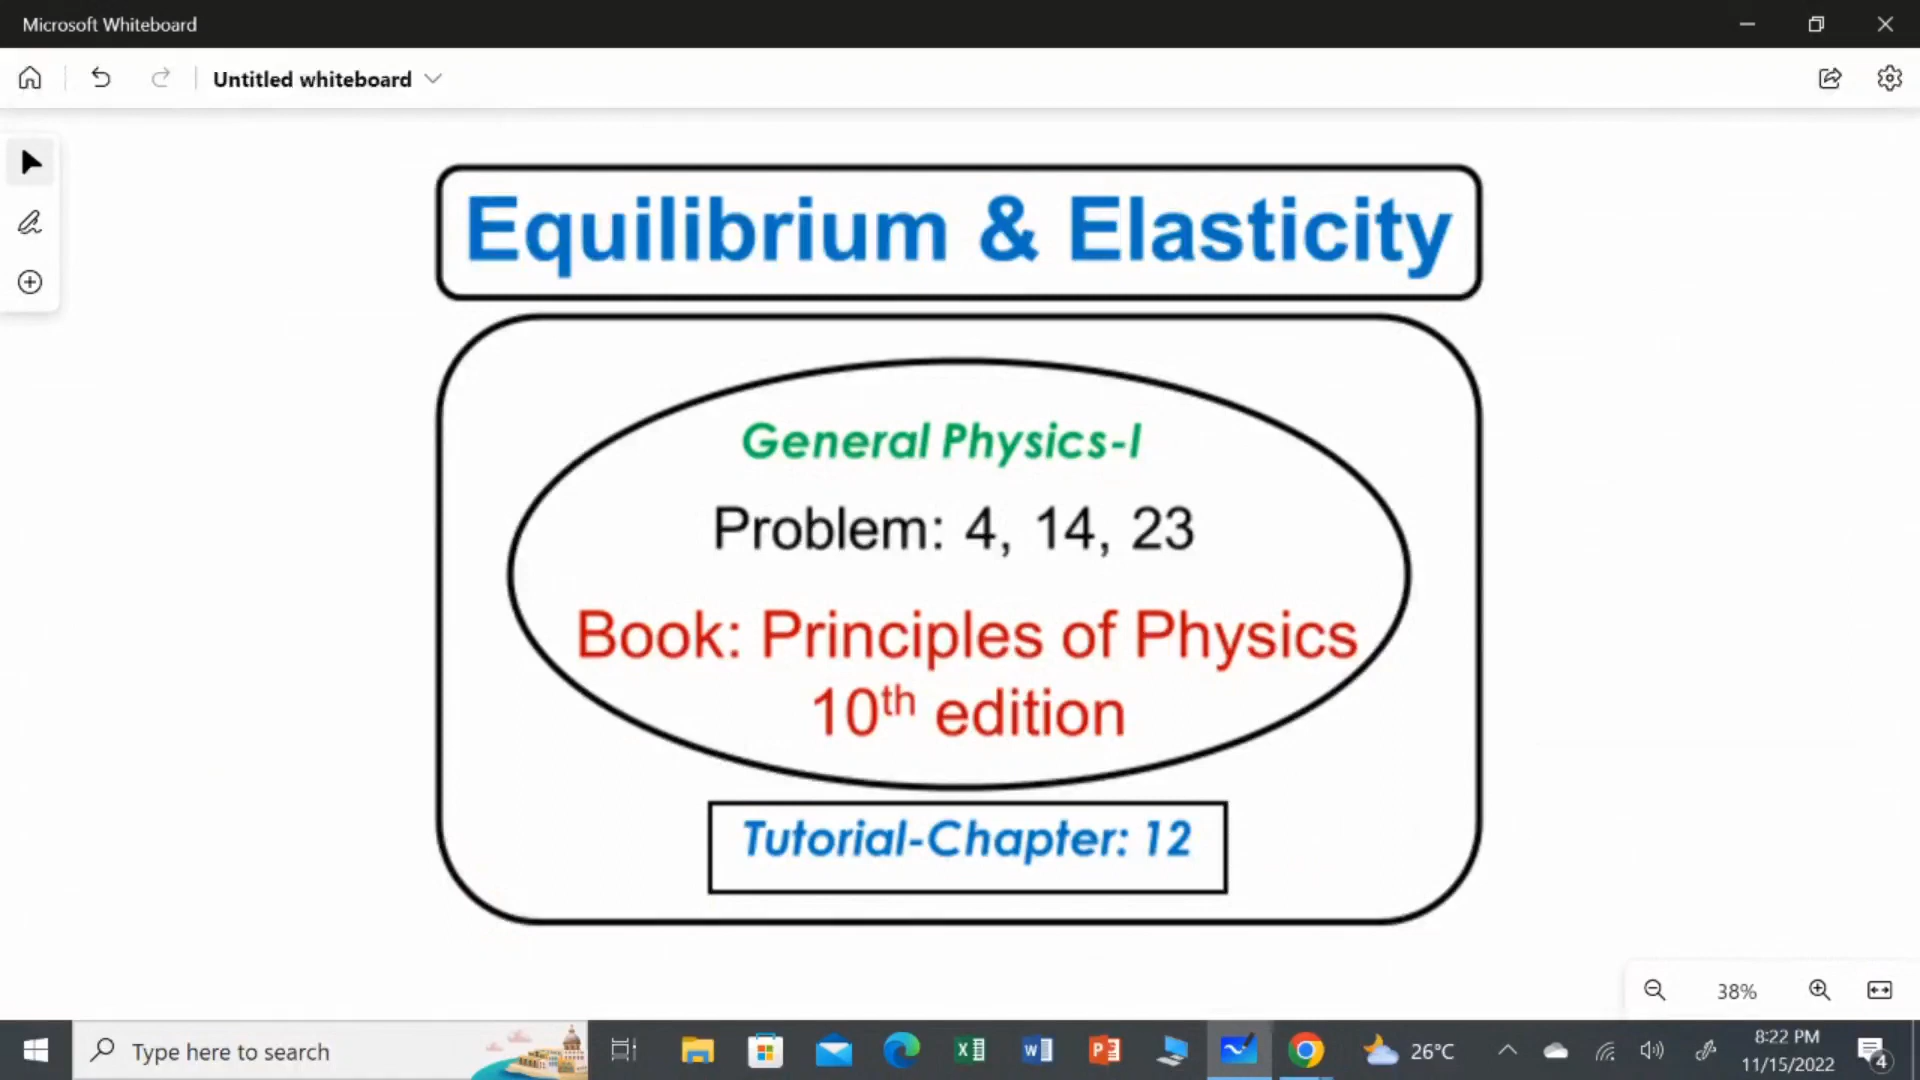 Microsoft Whiteboard
Untitled whiteboard
Equilibrium & Elasticity
General Physics-I
Problem: 4, 14, 23
Book: Principles of Physics
10th edition
Tutorial-Chapter: 12
38%
Type here to search
26°C
8:22 PM
11/15/2022
4